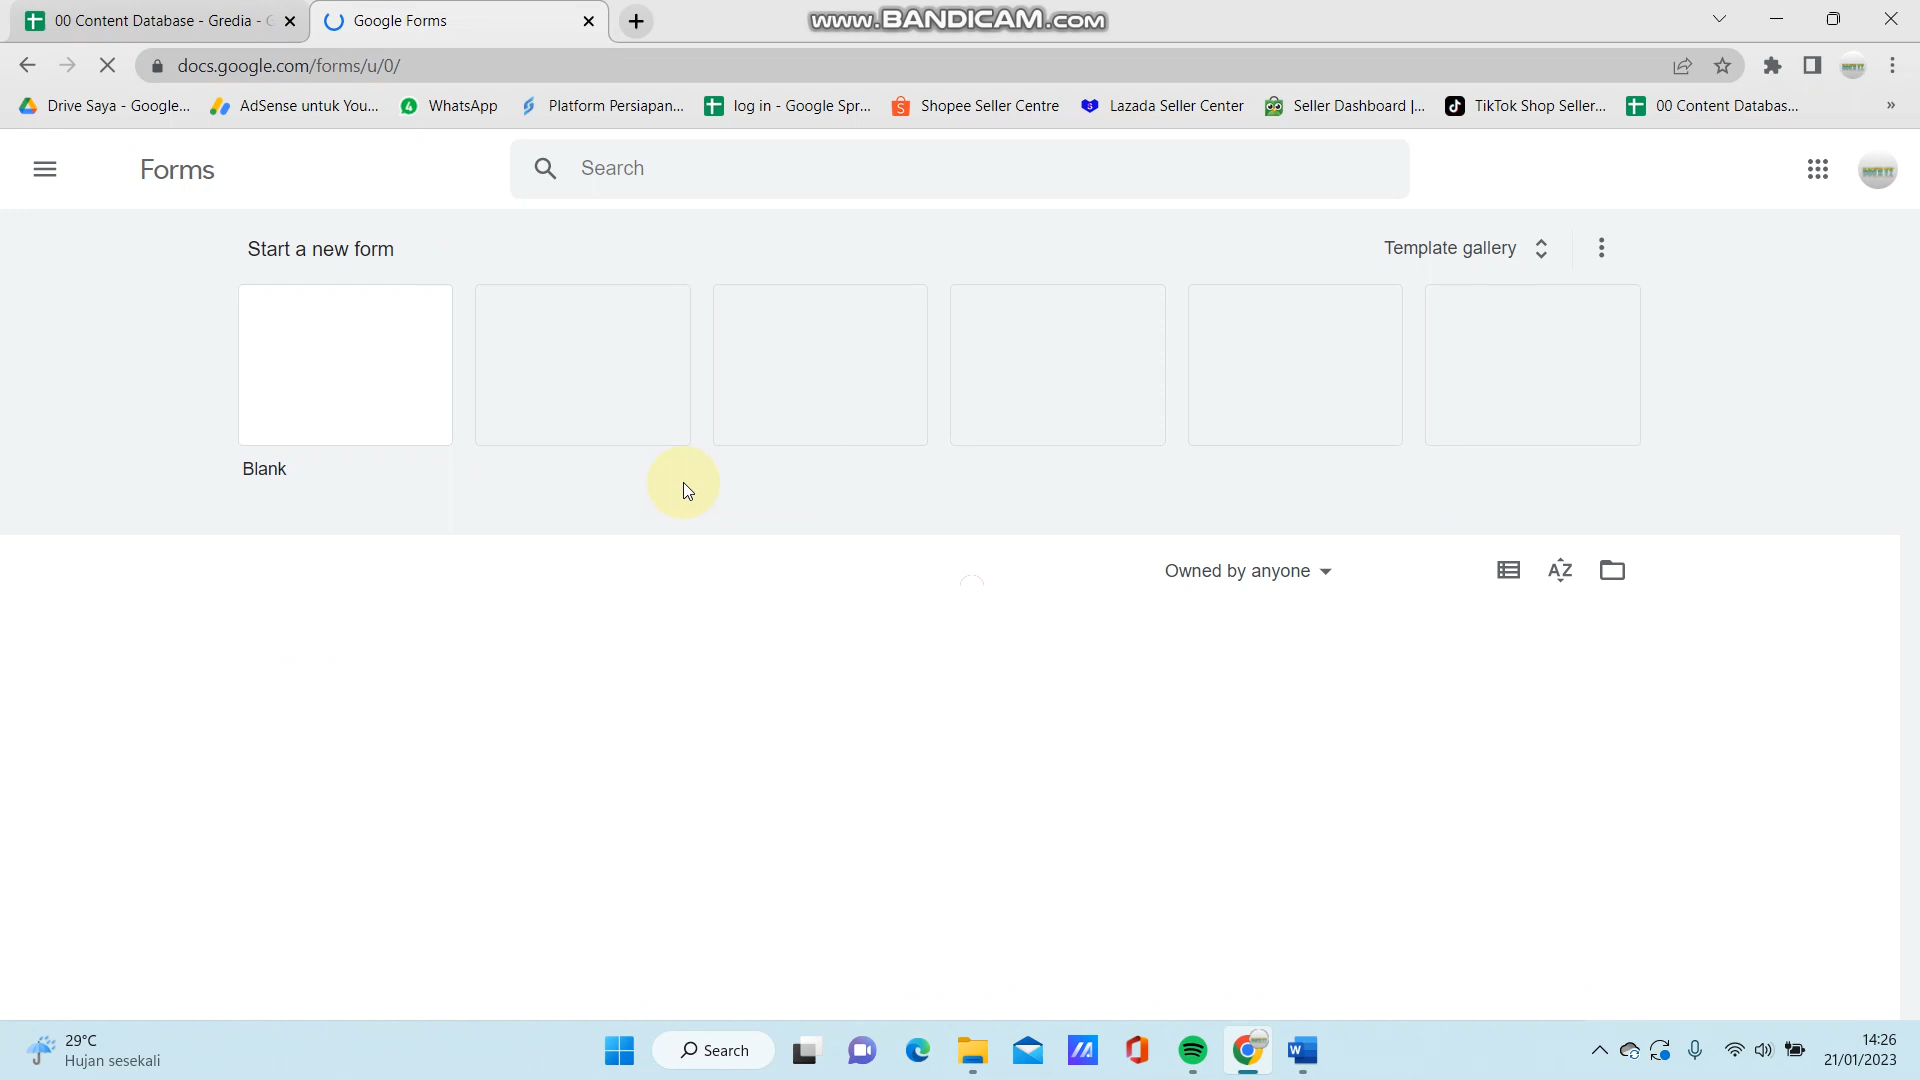 00 Content Database - Gredia - G
Google Forms
www.BANDICAM.com
docs.google.com/forms/u/0/
Drive Saya - Google...
AdSense untuk You...
4
WhatsApp
Platform Persiapan...
log in - Google Spr...
Shopee Seller Centre
Lazada Seller Center
Seller Dashboard |...
TikTok Shop Seller...
00 Content Databas...
»
Forms
Search
Start a new form
Template gallery
Blank
Owned by anyone
AZ
29°C
Hujan sesekali
Search
14:26
21/01/2023